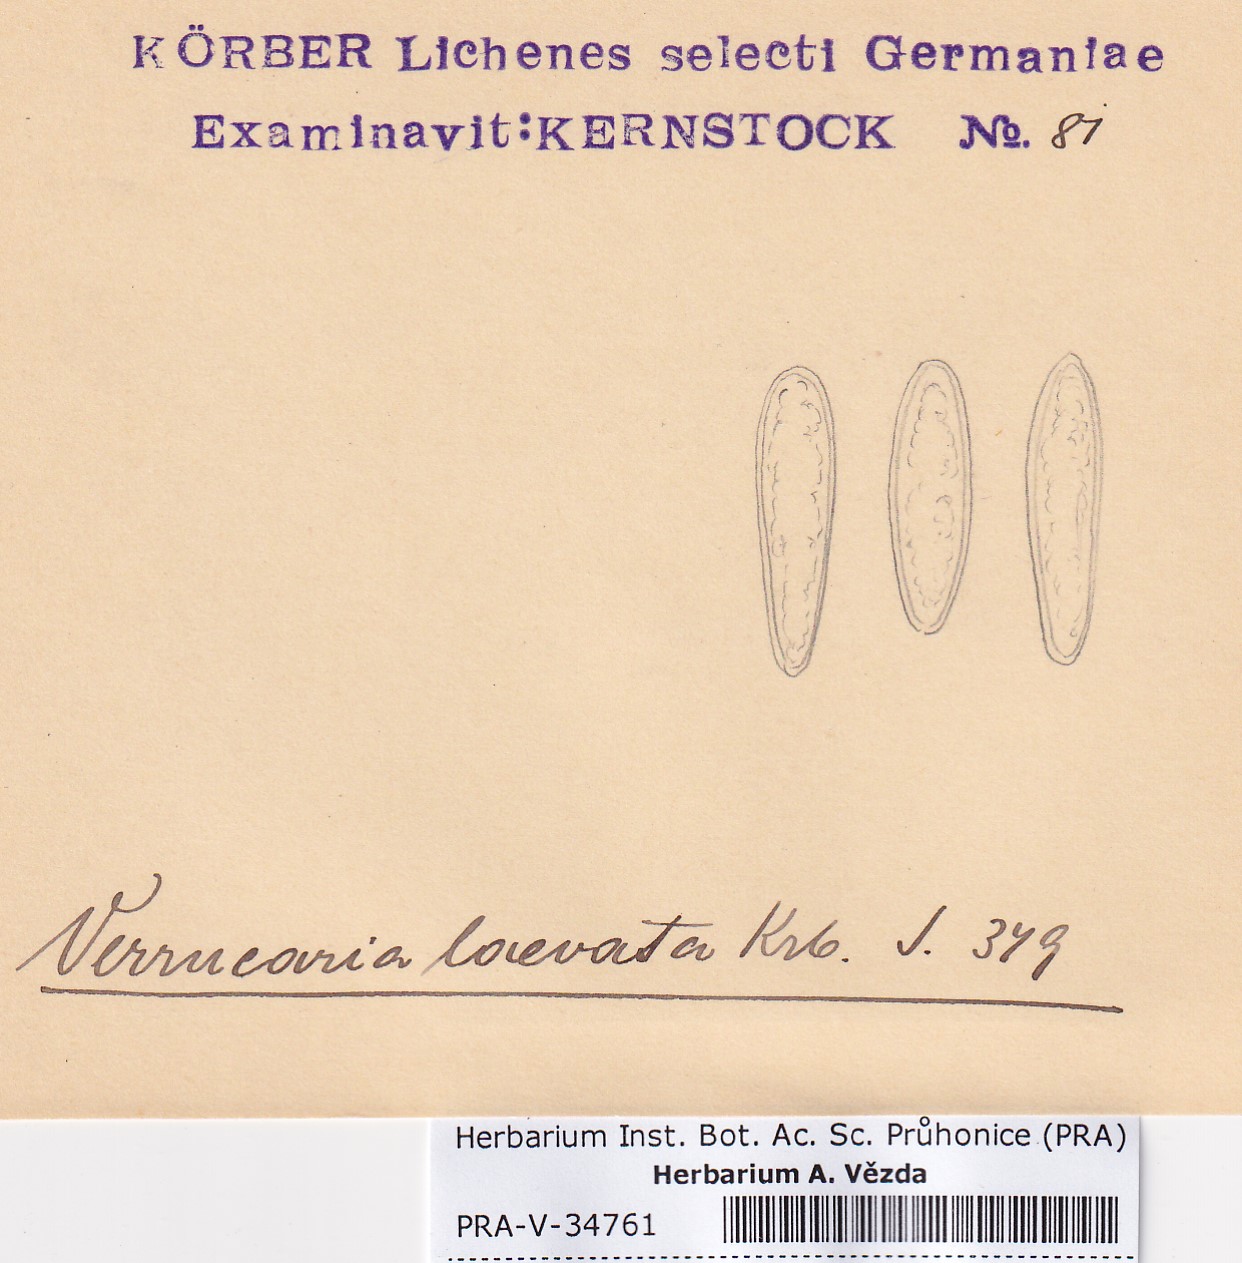 KÖRBER Lichenes selecti Germaniae
Examinavit: KERNSTOCK No. 81
Verrucaria laevata Krb. S. 349
Herbarium Inst. Bot. Ac. Sc. Průhonice (PRA)
Herbarium A. Vězda
PRA-V-34761